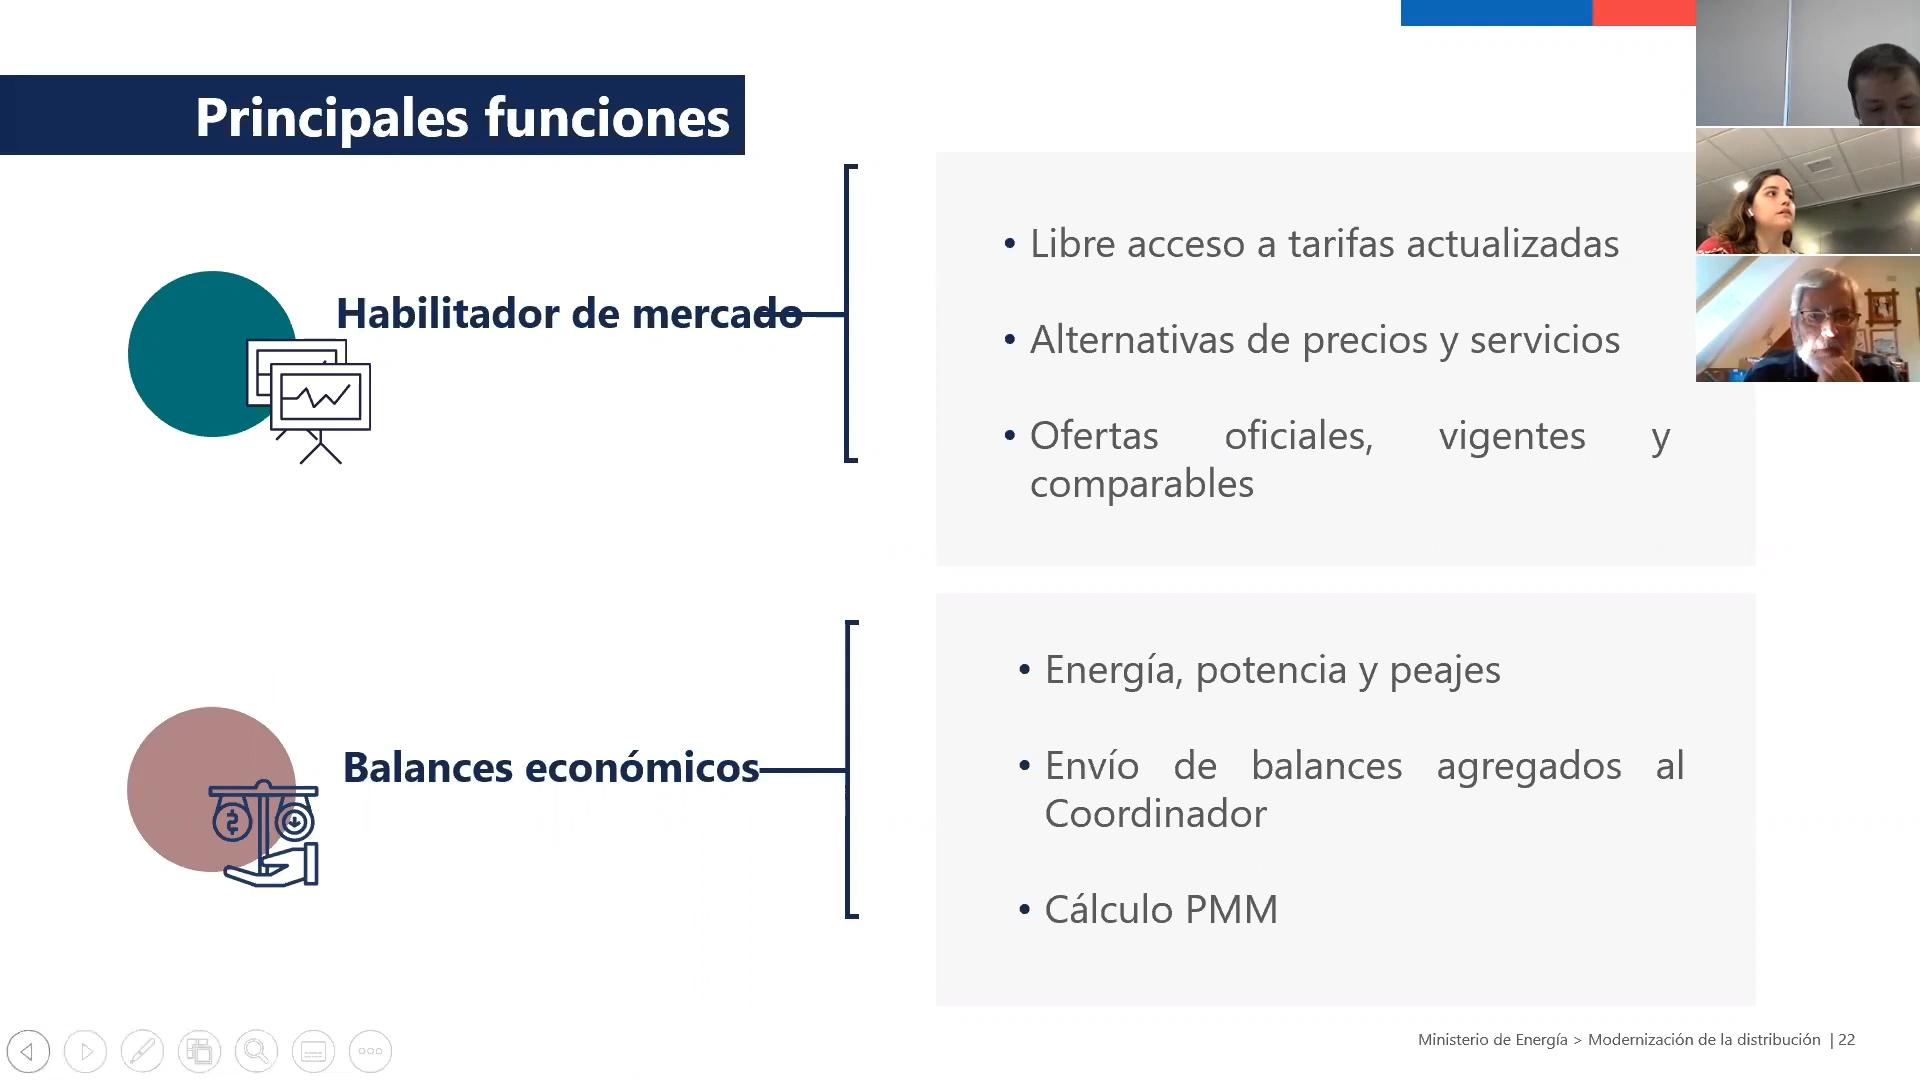 Principales funciones
Habilitador de mercado
• Libre acceso a tarifas actualizadas
• Alternativas de precios y servicios
• Ofertas oficiales, vigentes y
comparables
Balances económicos
• Energía, potencia y peajes
• Envío de balances agregados al
Coordinador
• Cálculo PMM
Ministerio de Energía > Modernización de la distribución | 22